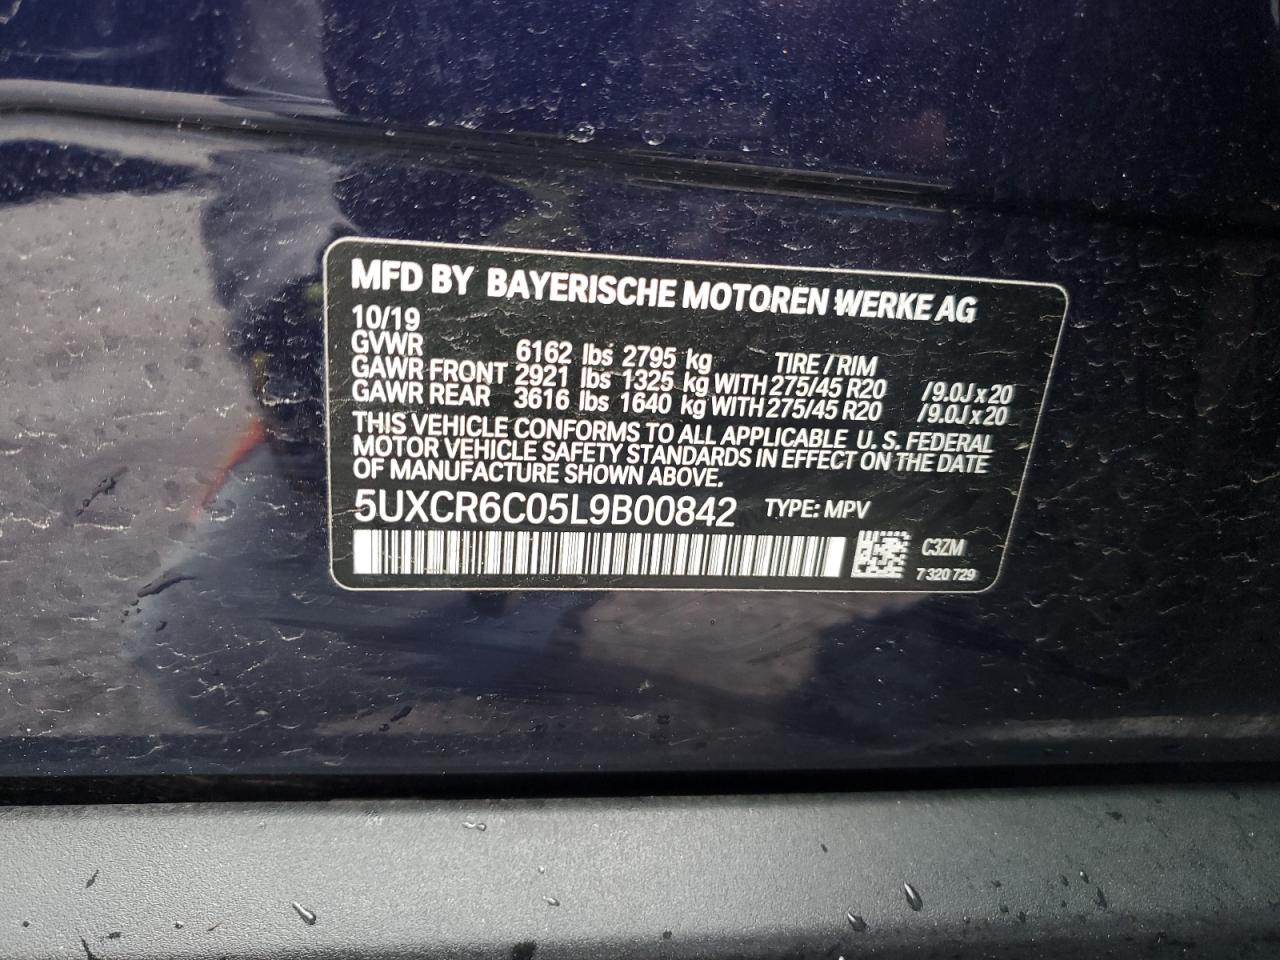 MFD BY BAYERISCHE MOTOREN WERKE AG
10/19
GVWR 6162 lbs 2795 kg TIRE / RIM
GAWR FRONT 2921 lbs 1325 kg WITH 275/45 R20 / 9.0J x 20
GAWR REAR 3616 lbs 1640 kg WITH 275/45 R20 / 9.0J x 20
THIS VEHICLE CONFORMS TO ALL APPLICABLE U. S. FEDERAL
MOTOR VEHICLE SAFETY STANDARDS IN EFFECT ON THE DATE
OF MANUFACTURE SHOWN ABOVE.
5UXCR6C05L9B00842 TYPE: MPV
C3ZM
7 320 729